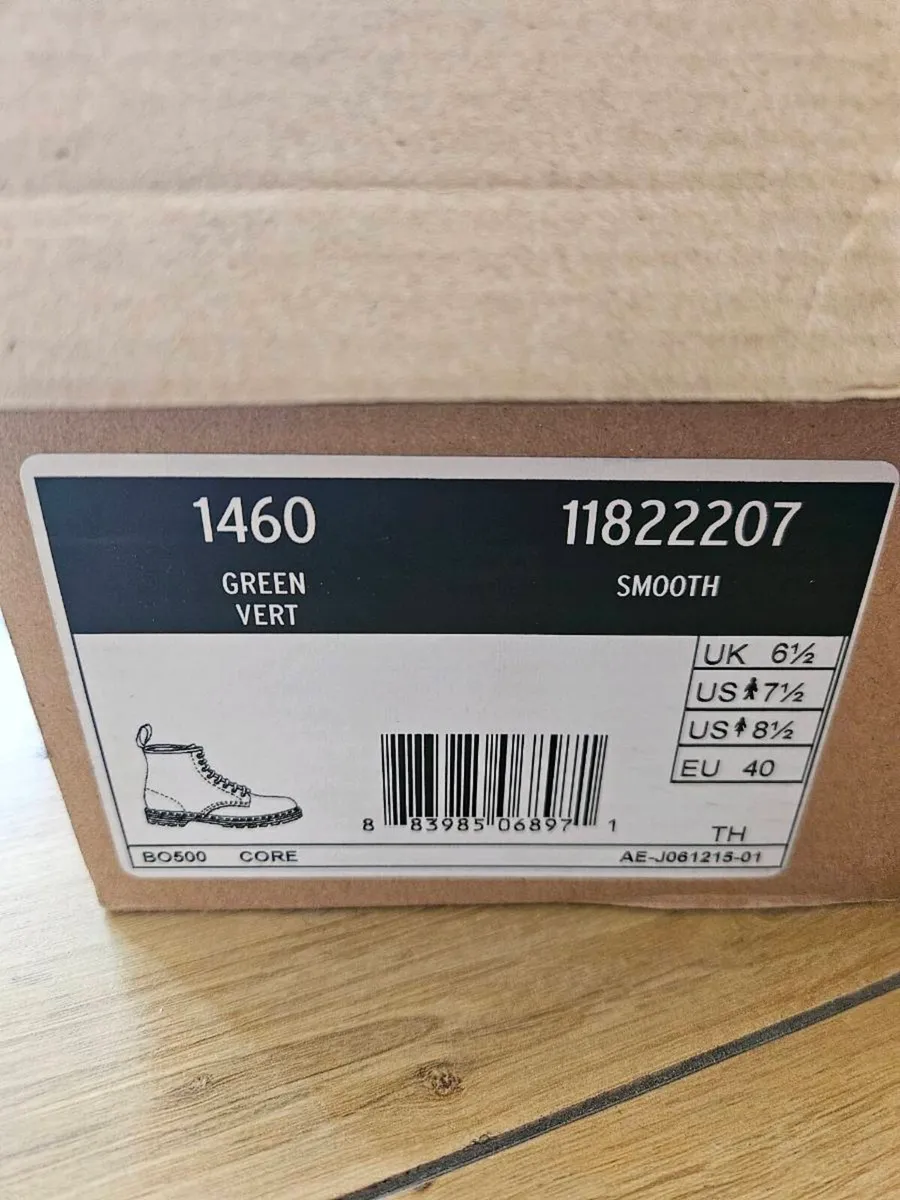 1460
GREEN
VERT
11822207
SMOOTH
UK 6½
US 7½
US 8½
EU 40
8 83985 06897 1
TH
BO500 CORE
AE-J061215-01